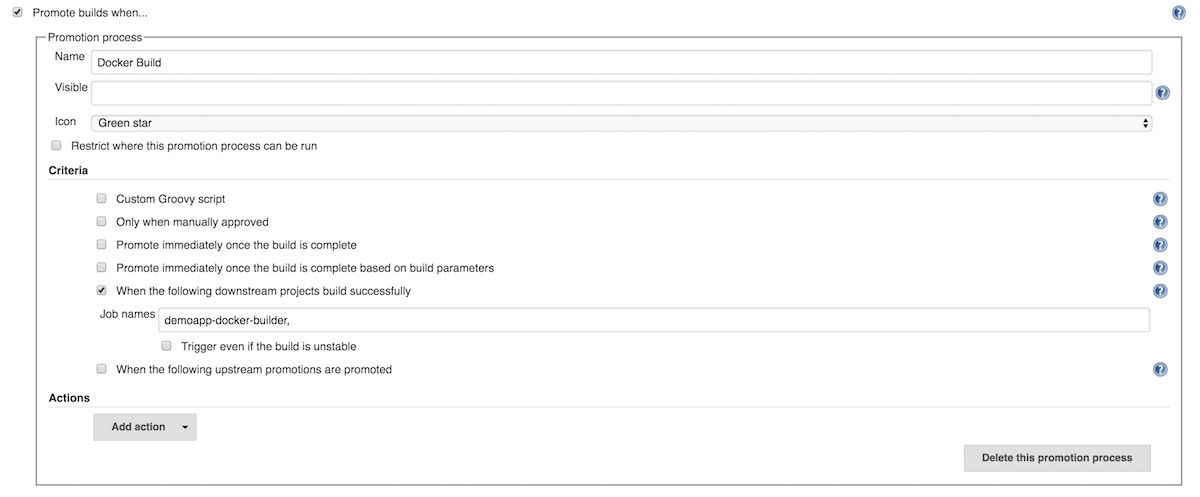 Promote builds when...
Promotion process
Name Docker Build
Visible
Icon Green star
Restrict where this promotion process can be run
Criteria
Custom Groovy script
Only when manually approved
Promote immediately once the build is complete
Promote immediately once the build is complete based on build parameters
When the following downstream projects build successfully
Job names demoapp-docker-builder,
Trigger even if the build is unstable
When the following upstream promotions are promoted
Actions
Add action
Delete this promotion process